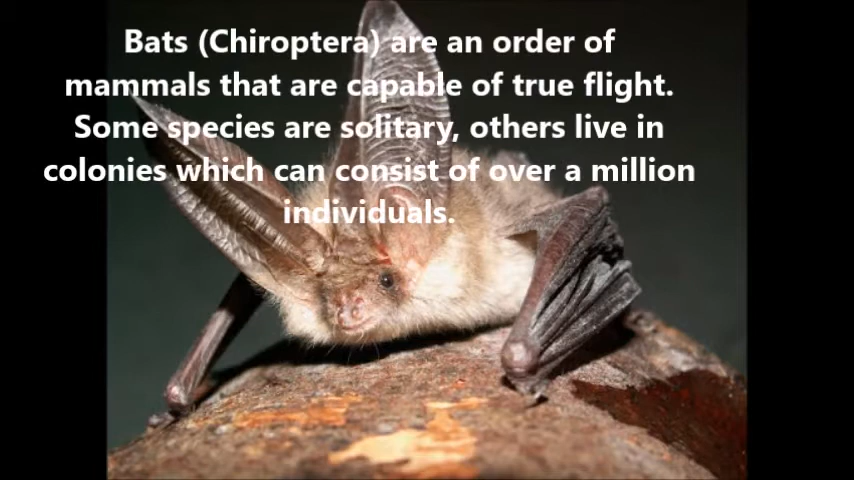 Bats (Chiroptera) are an order of
mammals that are capable of true flight.
Some species are solitary, others live in
colonies which can consist of over a million
individuals.